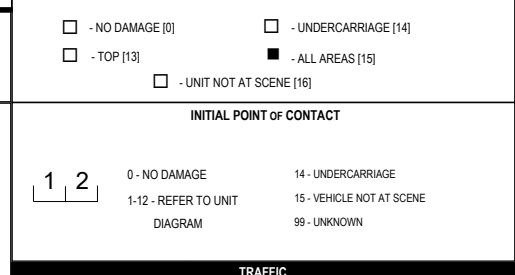 ☐ - NO DAMAGE [0] ☐ - UNDERCARRIAGE [14]
☐ - TOP [13] ■ - ALL AREAS [15]
☐ - UNIT NOT AT SCENE [16]
INITIAL POINT OF CONTACT
1 2
0 - NO DAMAGE 14 - UNDERCARRIAGE
1-12 - REFER TO UNIT 15 - VEHICLE NOT AT SCENE
DIAGRAM 99 - UNKNOWN
TRAFFIC